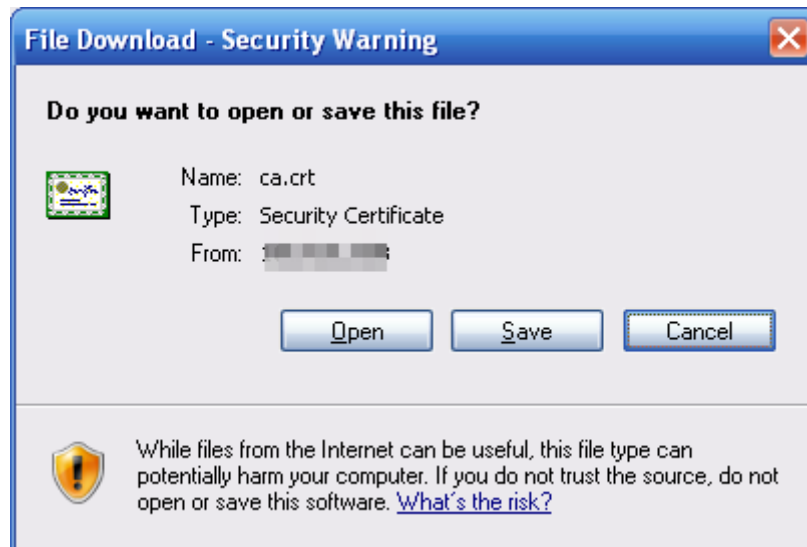 File Download - Security Warning
Do you want to open or save this file?
Name: ca.crt
Type: Security Certificate
From:
Open Save Cancel
While files from the Internet can be useful, this file type can
potentially harm your computer. If you do not trust the source, do not
open or save this software. What's the risk?